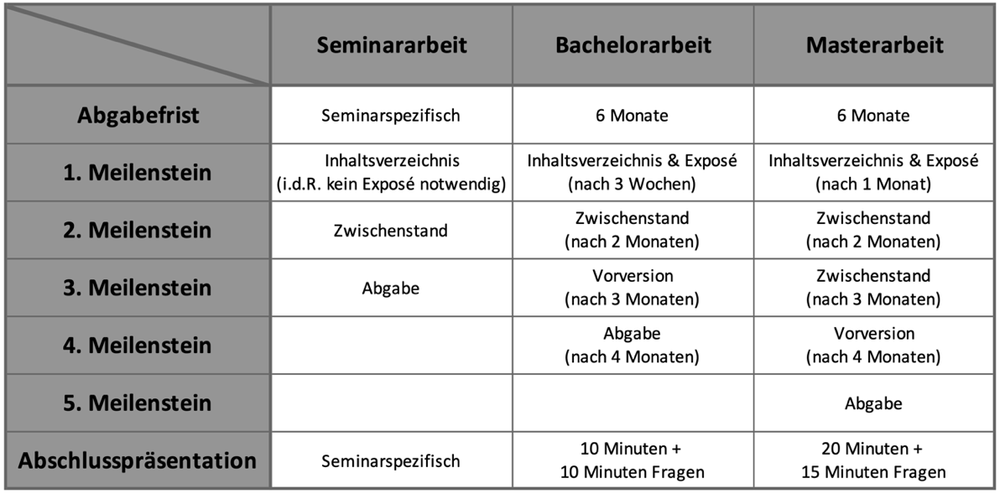 Seminararbeit Bachelorarbeit Masterarbeit
Abgabefrist Seminarspezifisch 6 Monate 6 Monate
1. Meilenstein Inhaltsverzeichnis Inhaltsverzeichnis & Exposé Inhaltsverzeichnis & Exposé
(i.d.R. kein Exposé notwendig) (nach 3 Wochen) (nach 1 Monat)
2. Meilenstein Zwischenstand Zwischenstand Zwischenstand
(nach 2 Monaten) (nach 2 Monaten)
3. Meilenstein Abgabe Vorversion Zwischenstand
(nach 3 Monaten) (nach 3 Monaten)
4. Meilenstein Abgabe Vorversion
(nach 4 Monaten) (nach 4 Monaten)
5. Meilenstein Abgabe
Abschlusspräsentation Seminarspezifisch 10 Minuten + 20 Minuten +
10 Minuten Fragen 15 Minuten Fragen